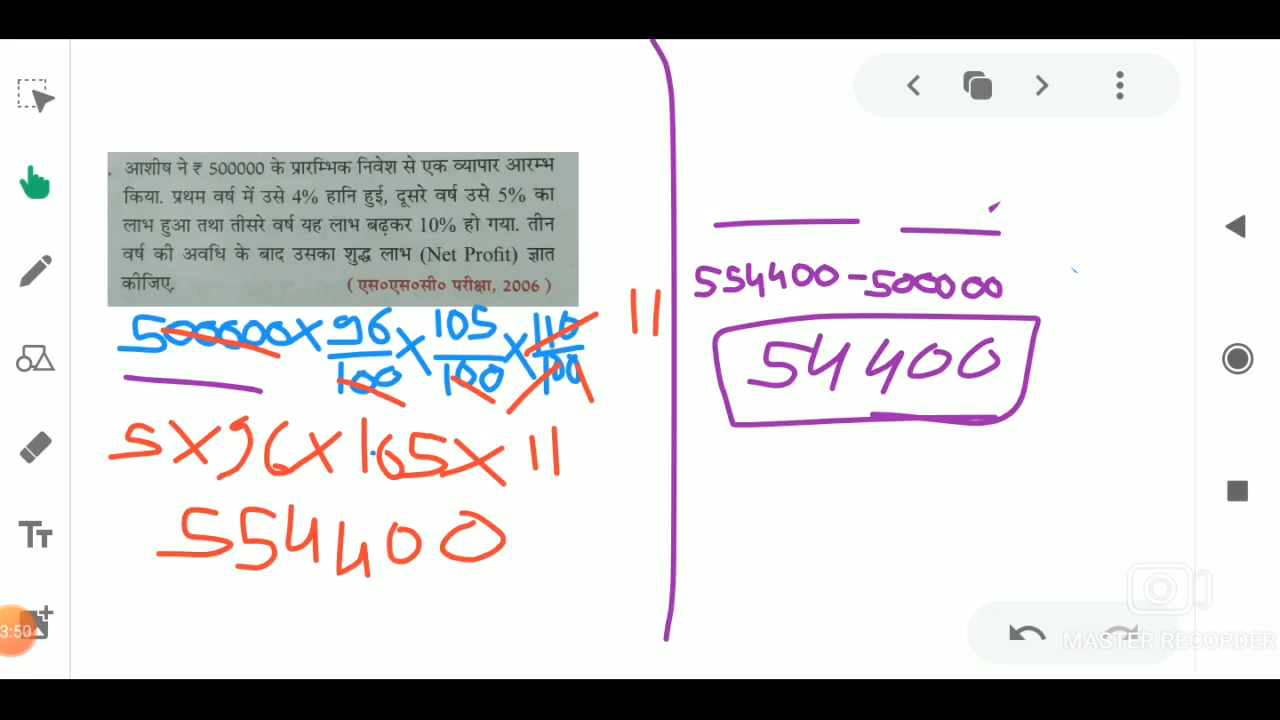 आशीष ने ₹ 500000 के प्रारम्भिक निवेश से एक व्यापार आरम्भ
किया. प्रथम वर्ष में उसे 4% हानि हुई, दूसरे वर्ष उसे 5% का
लाभ हुआ तथा तीसरे वर्ष यह लाभ बढ़कर 10% हो गया. तीन
वर्ष की अवधि के बाद उसका शुद्ध लाभ (Net Profit) ज्ञात
कीजिए. (एस०एस०सी० परीक्षा, 2006)
500000 × 96/100 × 105/100 × 110/100 11
5 × 96 × 105 × 11
554400
554400 - 500000
54400
Tт
3:50
MASTER RECORDER